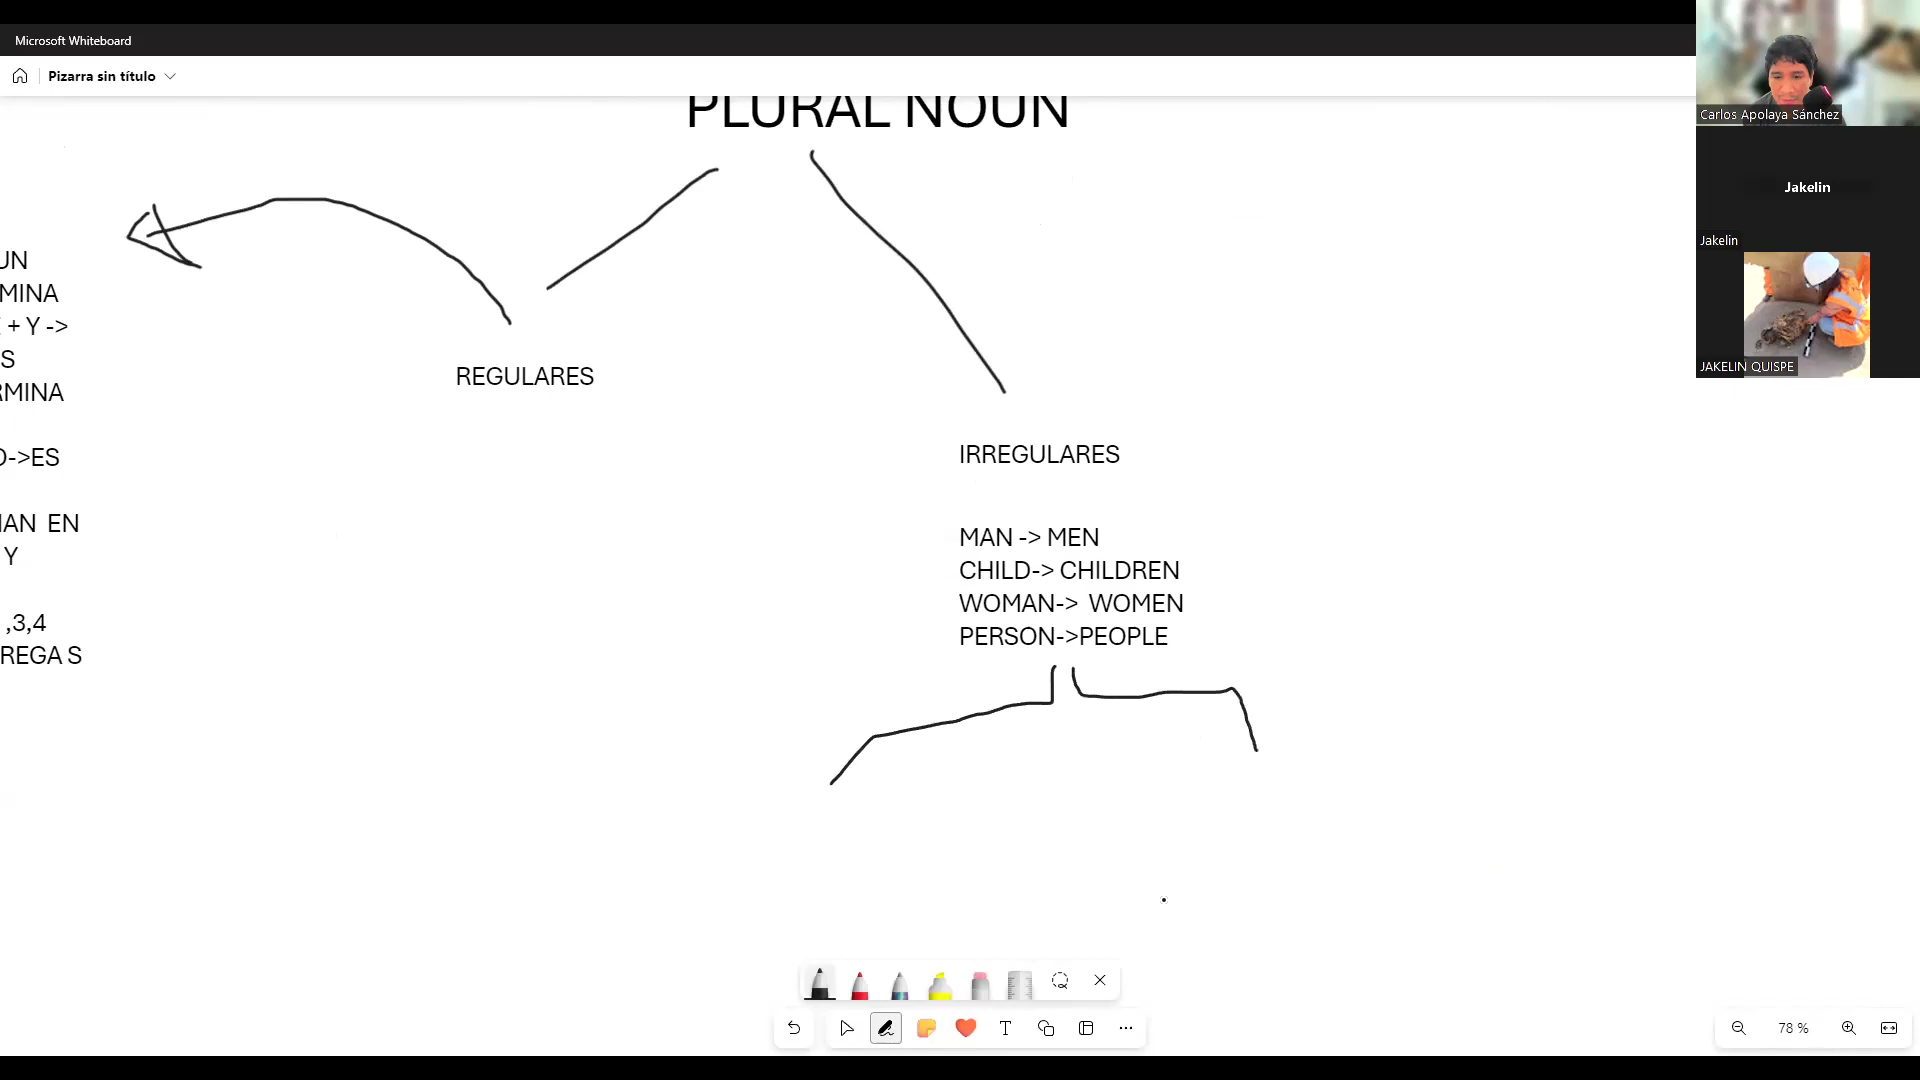 Microsoft Whiteboard
Pizarra sin título
PLURAL NOUN
UN
MINA
+ Y ->
S
RMINA
O->ES
IAN EN
Y
,3,4
REGA S
REGULARES
IRREGULARES
MAN -> MEN
CHILD-> CHILDREN
WOMAN-> WOMEN
PERSON->PEOPLE
Carlos Apolaya Sánchez
Jakelin
Jakelin
JAKELIN QUISPE
78 %